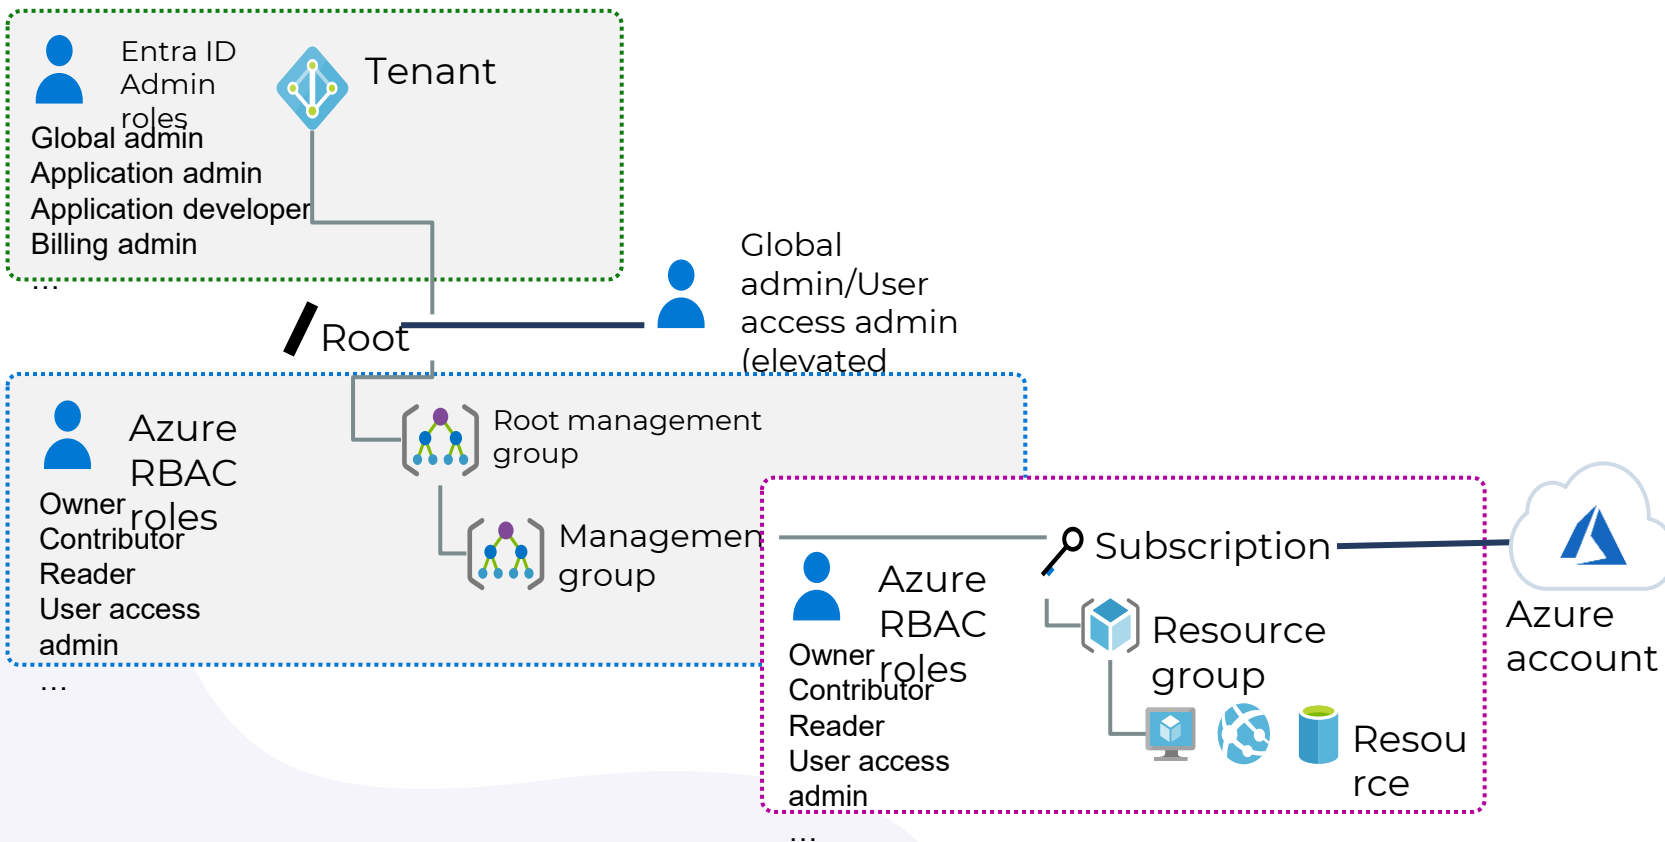 Entra ID
Admin
roles
Global admin
Application admin
Application developer
Billing admin
...
Tenant
Root
Global
admin/User
access admin
(elevated
Azure
RBAC
roles
Owner
Contributor
Reader
User access
admin
...
Root management
group
Management
group
Azure
RBAC
roles
Owner
Contributor
Reader
User access
admin
...
Subscription
Resource
group
Resou
rce
Azure
account